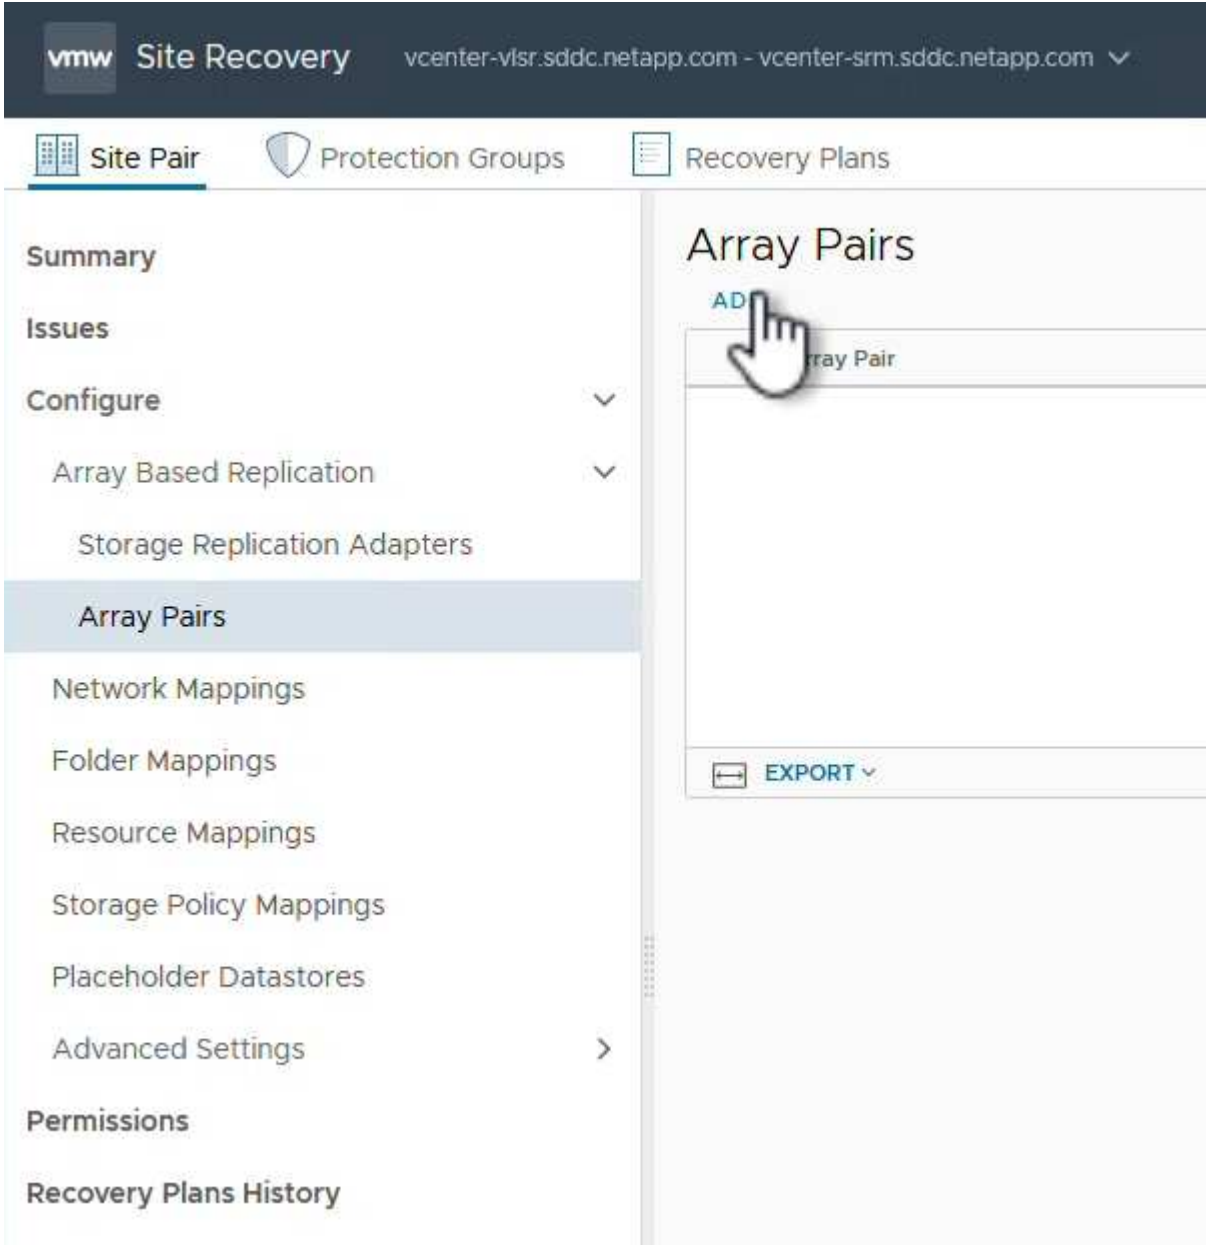 vmw Site Recovery vcenter-vlsr.sddc.netapp.com - vcenter-srm.sddc.netapp.com
Site Pair Protection Groups Recovery Plans
Summary
Issues
Configure
Array Based Replication
Storage Replication Adapters
Array Pairs
Network Mappings
Folder Mappings
Resource Mappings
Storage Policy Mappings
Placeholder Datastores
Advanced Settings
Permissions
Recovery Plans History
Array Pairs
Pair
EXPORT